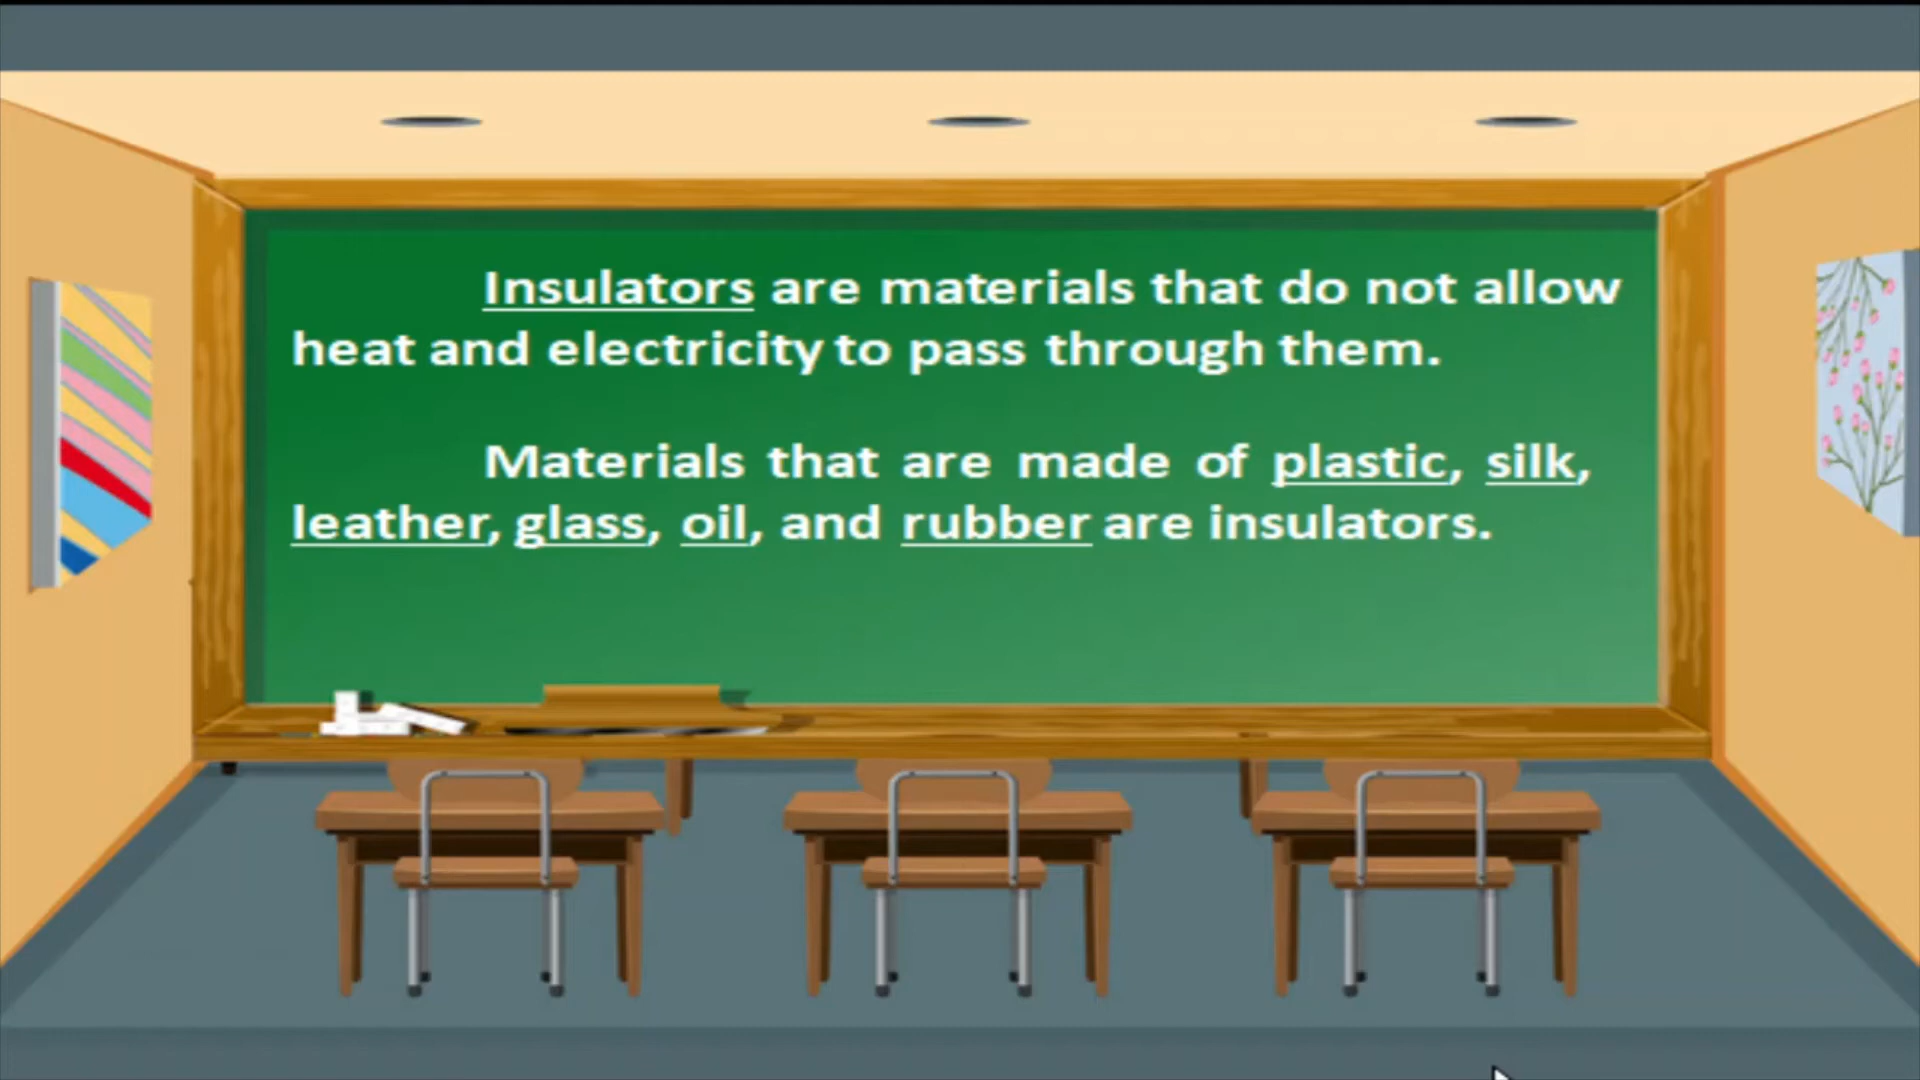 Insulators are materials that do not allow
heat and electricity to pass through them.
Materials that are made of plastic, silk,
leather, glass, oil, and rubber are insulators.